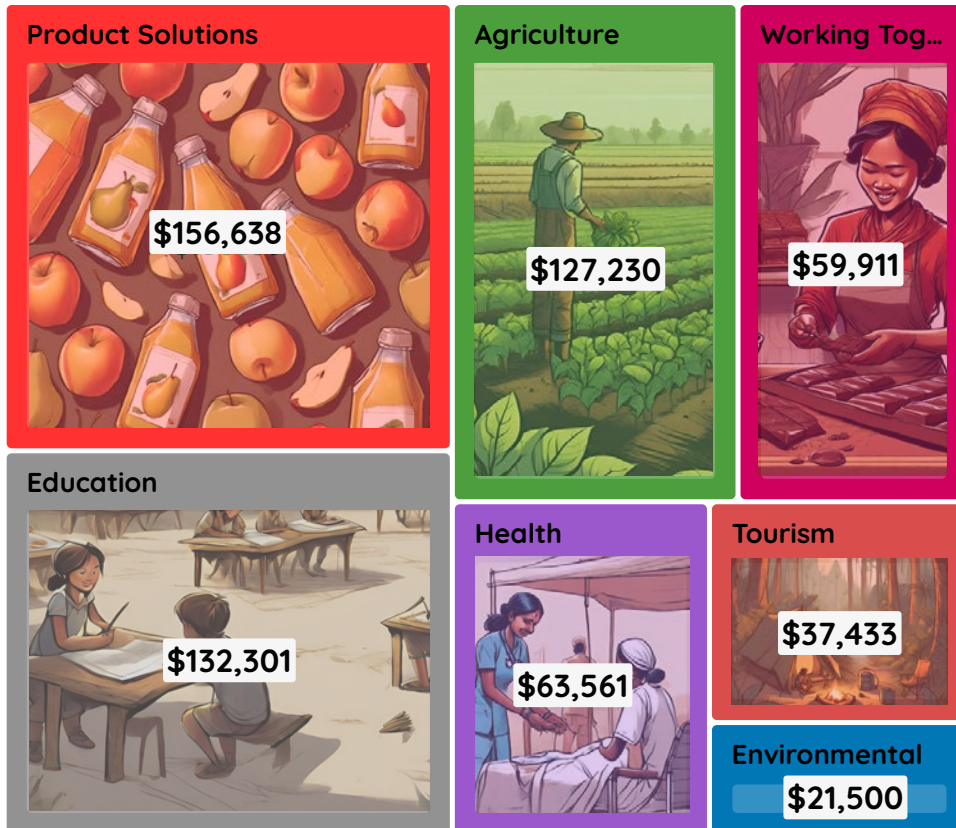 Product Solutions
$156,638
Agriculture
$127,230
Working Tog...
$59,911
Education
$132,301
Health
$63,561
Tourism
$37,433
Environmental
$21,500